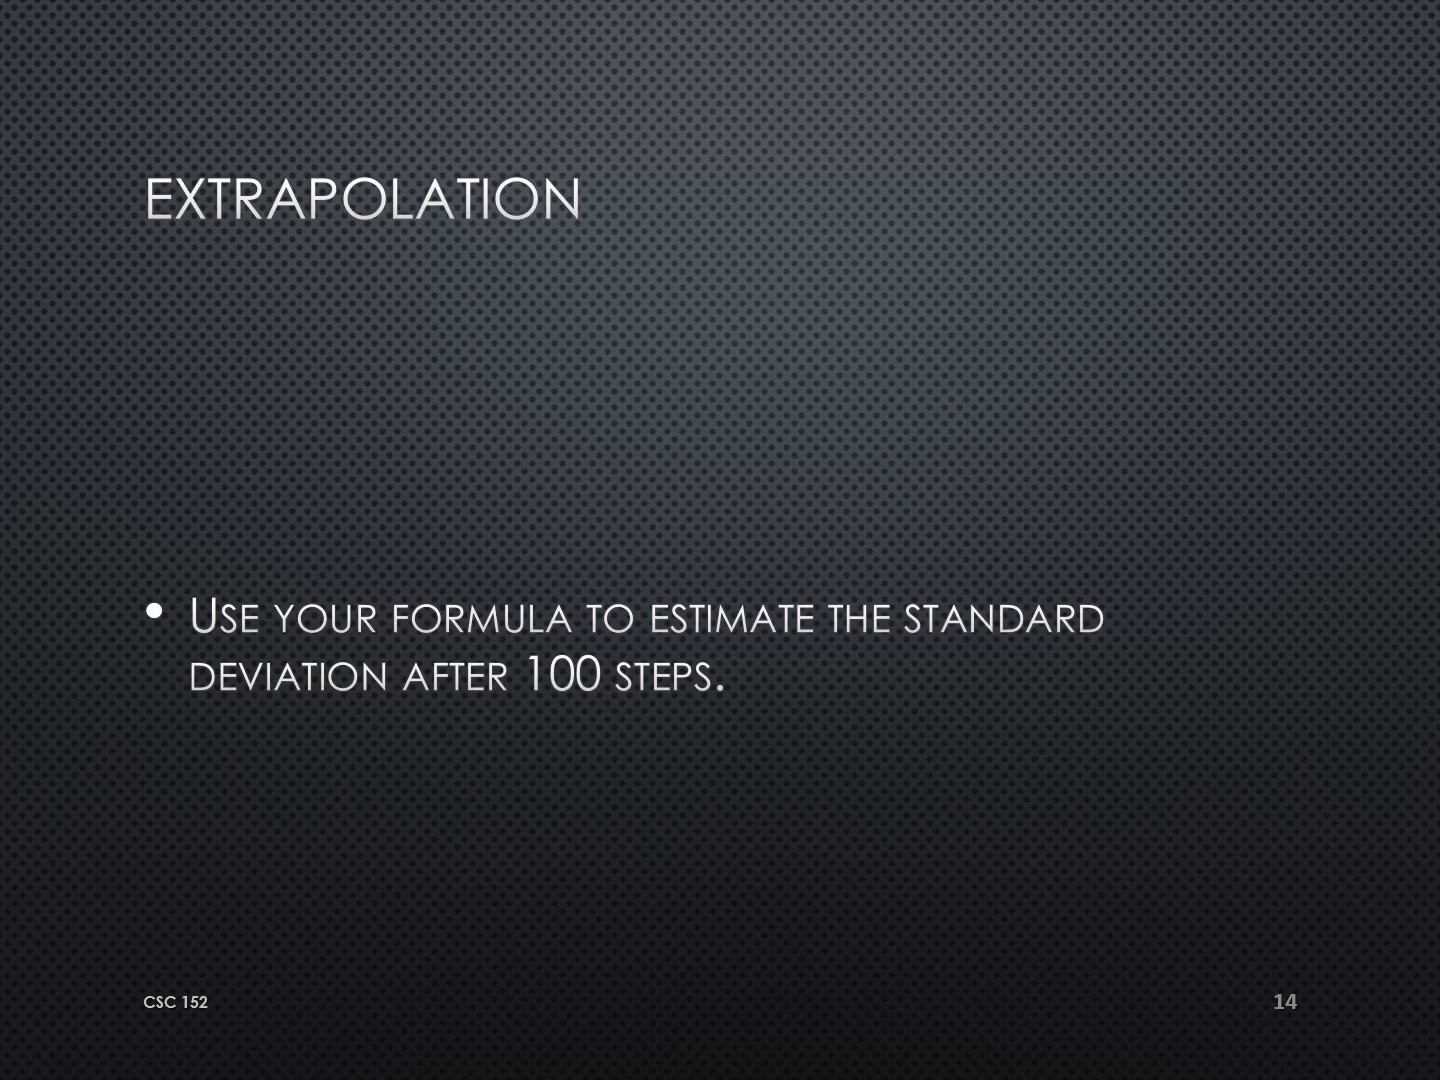 EXTRAPOLATION
• USE YOUR FORMULA TO ESTIMATE THE STANDARD
DEVIATION AFTER 100 STEPS.
CSC 152
14